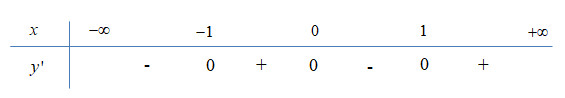 x −∞ −1 0 1 +∞
y' - 0 + 0 - 0 +